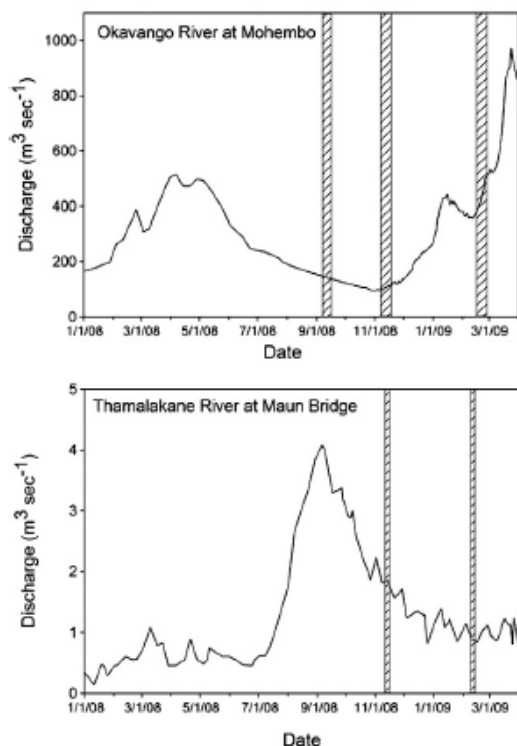 Okavango River at Mohembo
1000
800
600
400
200
0
Discharge (m³ sec⁻¹)
1/1/08 3/1/08 5/1/08 7/1/08 9/1/08 11/1/08 1/1/09 3/1/09
Date
Thamalakane River at Maun Bridge
5
4
3
2
1
0
Discharge (m³ sec⁻¹)
1/1/08 3/1/08 5/1/08 7/1/08 9/1/08 11/1/08 1/1/09 3/1/09
Date